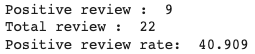 Positive review :  9
Total review :  22
Positive review rate:  40.909